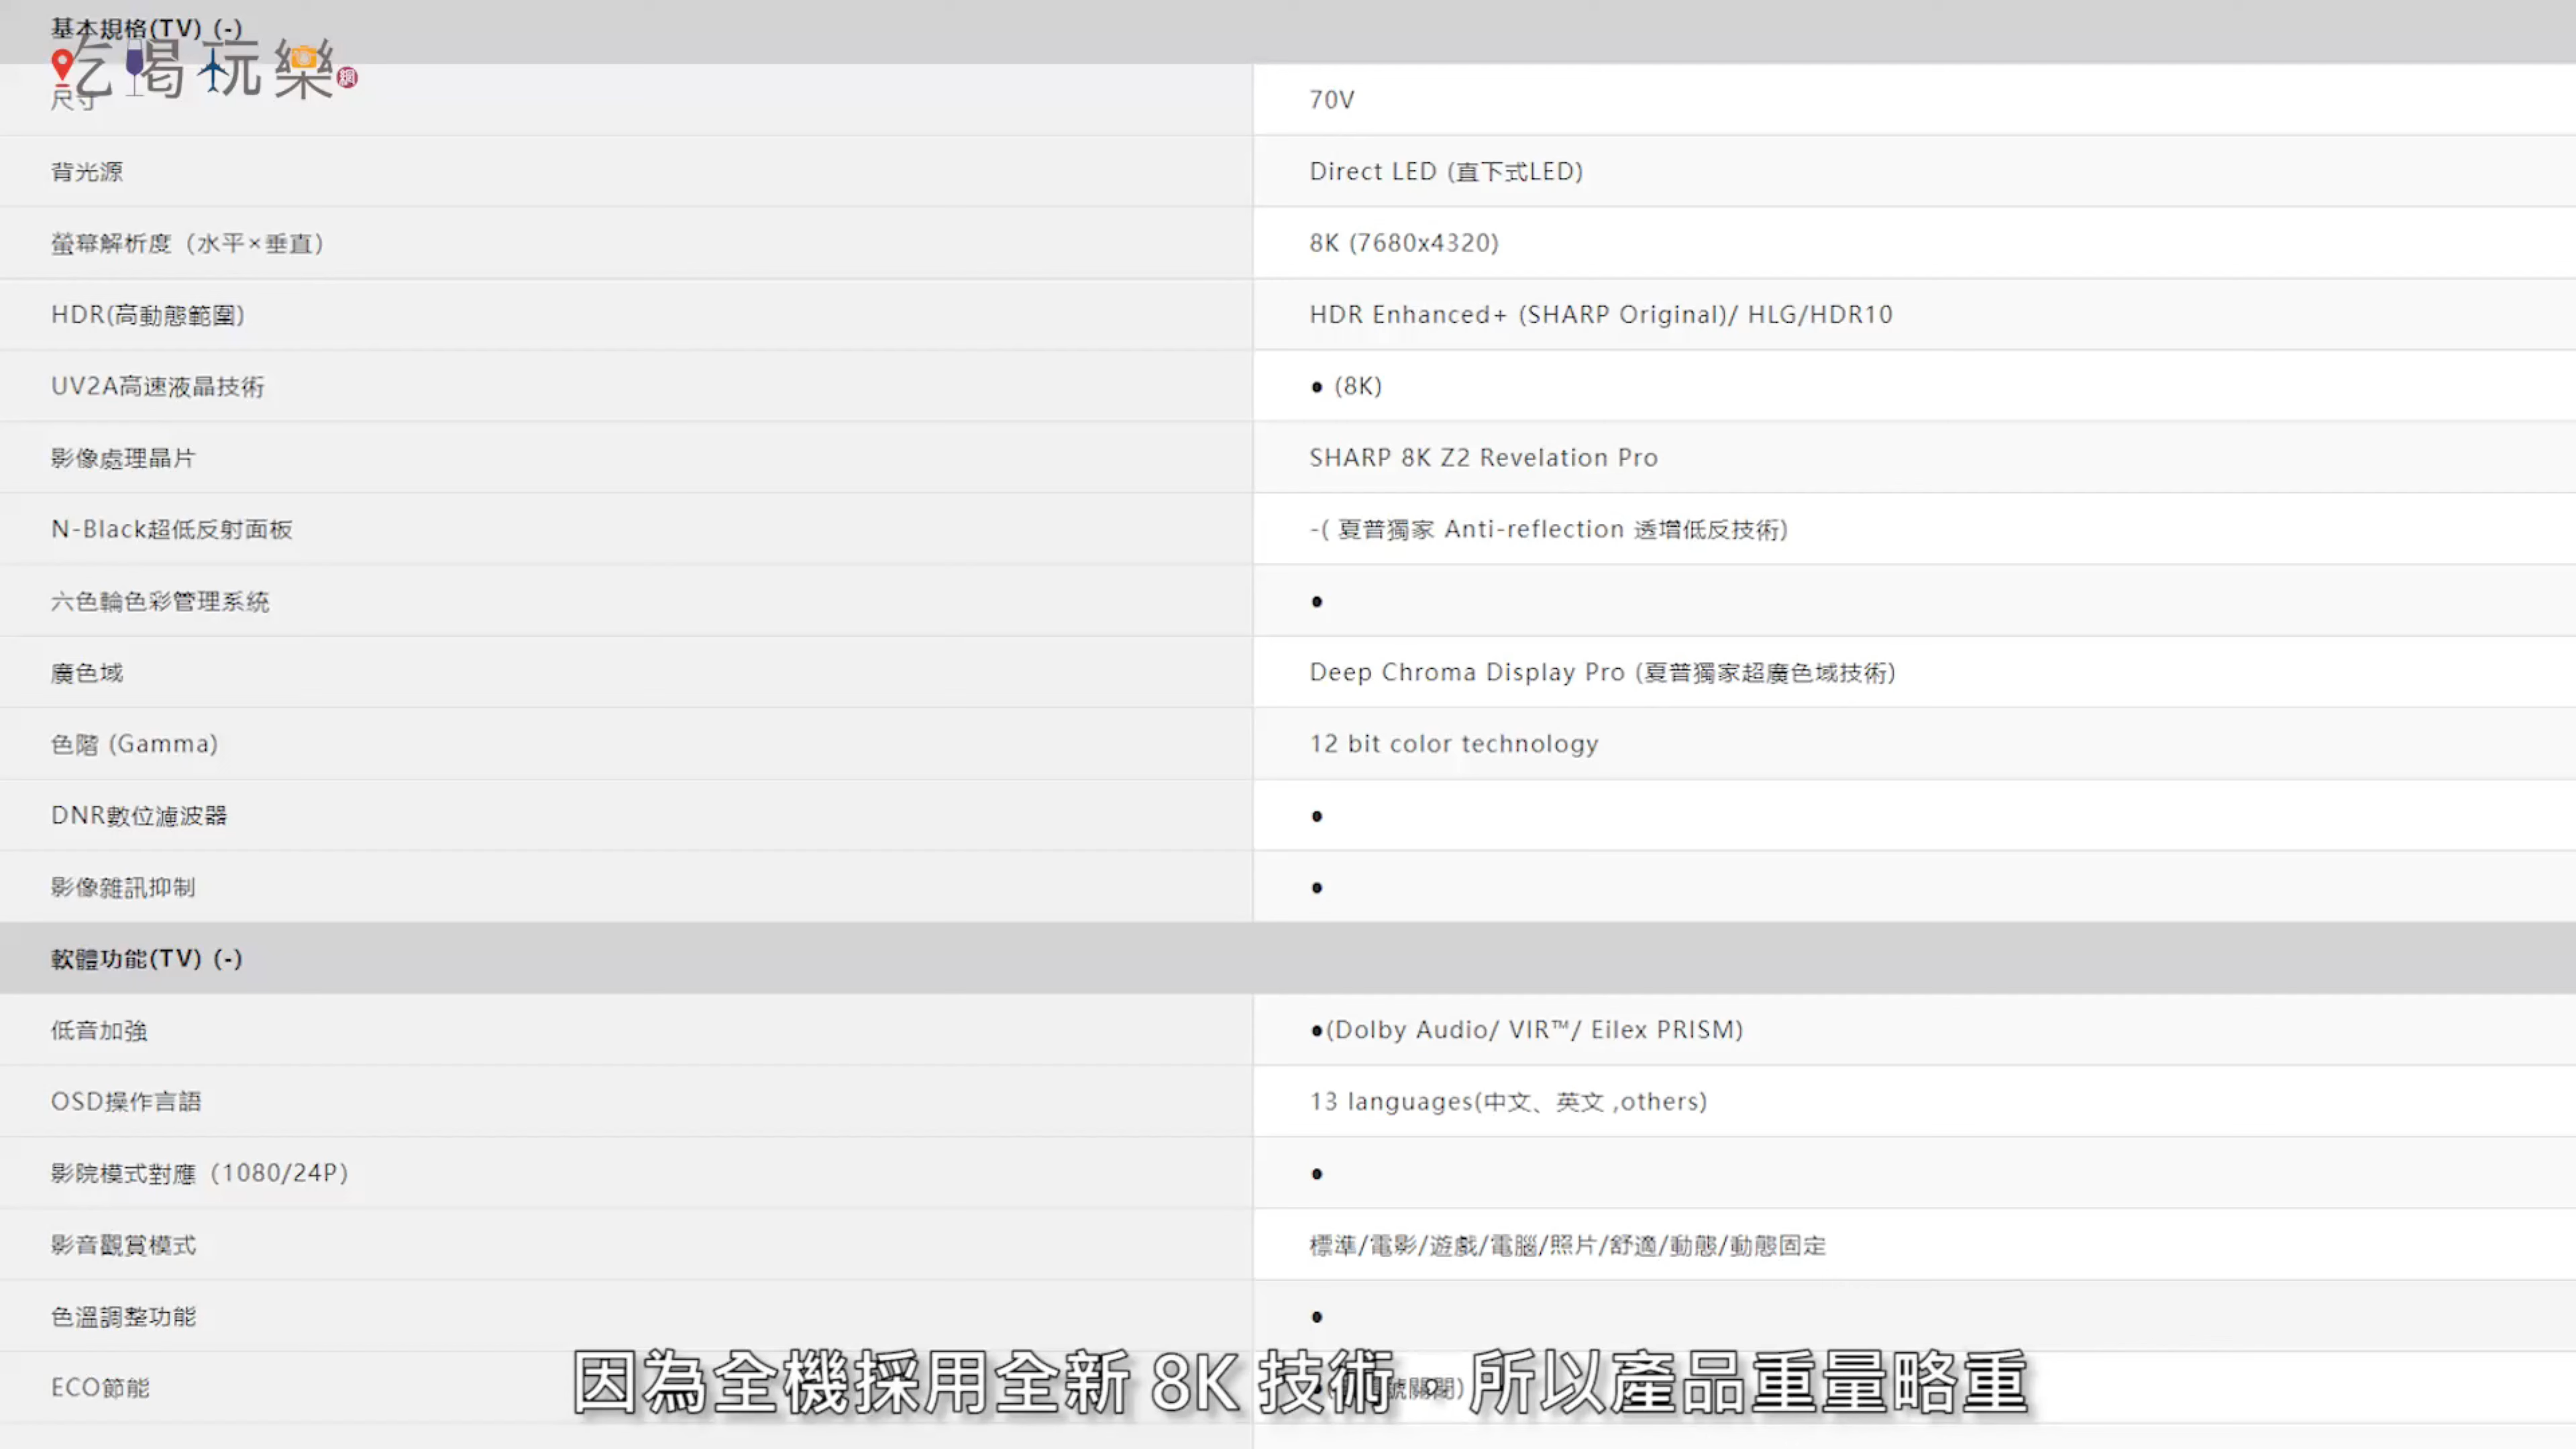 基本規格(TV) (-)
吃喝玩樂網
尺寸 70V
背光源 Direct LED (直下式LED)
螢幕解析度（水平×垂直） 8K (7680x4320)
HDR(高動態範圍) HDR Enhanced+ (SHARP Original)/ HLG/HDR10
UV2A高速液晶技術 ● (8K)
影像處理晶片 SHARP 8K Z2 Revelation Pro
N-Black超低反射面板 -( 夏普獨家 Anti-reflection 透增低反技術)
六色輪色彩管理系統 ●
廣色域 Deep Chroma Display Pro (夏普獨家超廣色域技術)
色階 (Gamma) 12 bit color technology
DNR數位濾波器 ●
影像雜訊抑制 ●
軟體功能(TV) (-)
低音加強 ●(Dolby Audio/ VIR™/ Eilex PRISM)
OSD操作言語 13 languages(中文、英文 ,others)
影院模式對應（1080/24P） ●
影音觀賞模式 標準/電影/遊戲/電腦/照片/舒適/動態/動態固定
色溫調整功能 ●
ECO節能 號關閉)
因為全機採用全新 8K 技術 所以產品重量略重